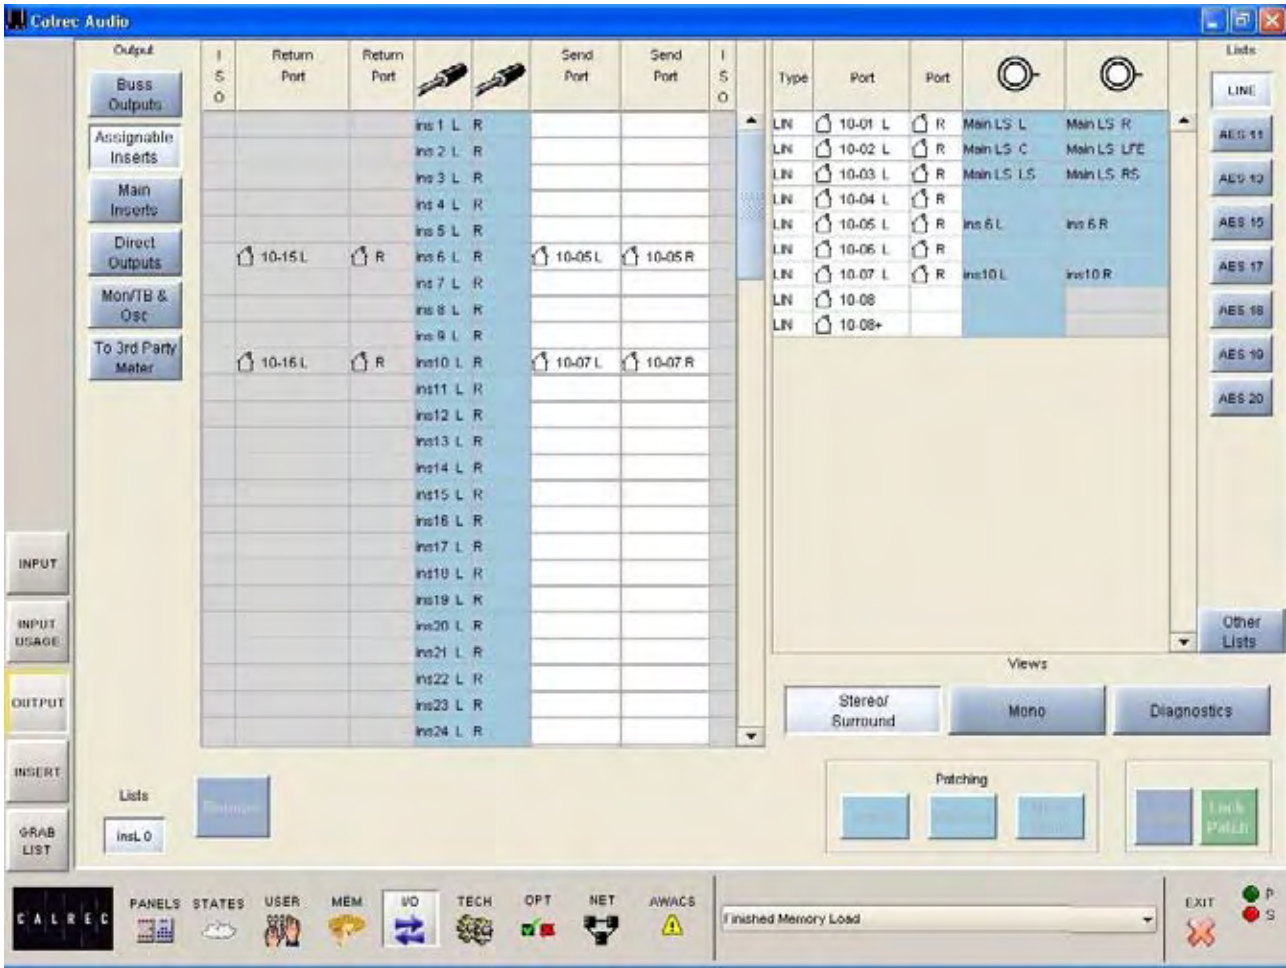 Calrec Audio
Output
Buss Outputs
Assignable Inserts
Main Inserts
Direct Outputs
Mon/TB & Osc
To 3rd Party Meter
I S O
Return Port
Return Port
Send Port
Send Port
I S O
ins 1 L R
ins 2 L R
ins 3 L R
ins 4 L R
ins 5 L R
10-15 L R ins 6 L R 10-05 L 10-05 R
ins 7 L R
ins 8 L R
ins 9 L R
10-16 L R ins10 L R 10-07 L 10-07 R
ins11 L R
ins12 L R
ins13 L R
ins14 L R
ins15 L R
ins16 L R
ins17 L R
ins18 L R
ins19 L R
ins20 L R
ins21 L R
ins22 L R
ins23 L R
ins24 L R
Type Port Port
LIN 10-01 L R Main LS L Main LS R
LIN 10-02 L R Main LS C Main LS LFE
LIN 10-03 L R Main LS LS Main LS RS
LIN 10-04 L R
LIN 10-05 L R ins 6 L ins 6 R
LIN 10-06 L R
LIN 10-07 L R ins10 L ins10 R
LIN 10-08
LIN 10-08+
Lists
LINE
AES 11
AES 13
AES 15
AES 17
AES 18
AES 19
AES 20
Other Lists
Views
Stereo/ Surround
Mono
Diagnostics
Patching
Lock Patch
INPUT
INPUT USAGE
OUTPUT
INSERT
GRAB LIST
Lists
insL 0
CALREC
PANELS STATES USER MEM I/O TECH OPT NET AWACS
Finished Memory Load
EXIT
P
S